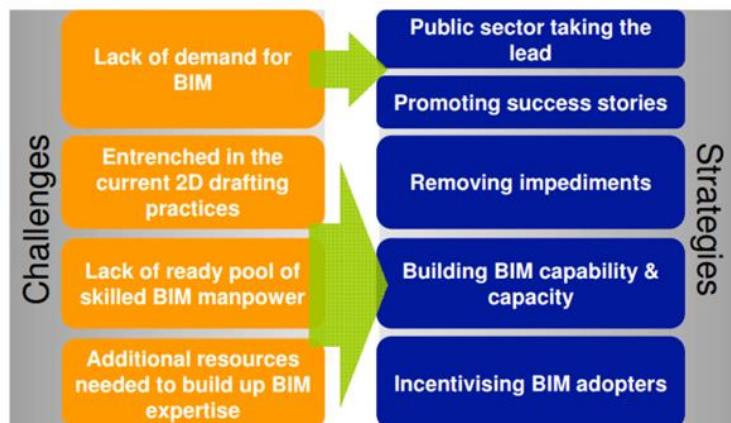 Challenges
Lack of demand for
BIM
Entrenched in the
current 2D drafting
practices
Lack of ready pool of
skilled BIM manpower
Additional resources
needed to build up BIM
expertise
Public sector taking the
lead
Promoting success stories
Removing impediments
Building BIM capability &
capacity
Incentivising BIM adopters
Strategies